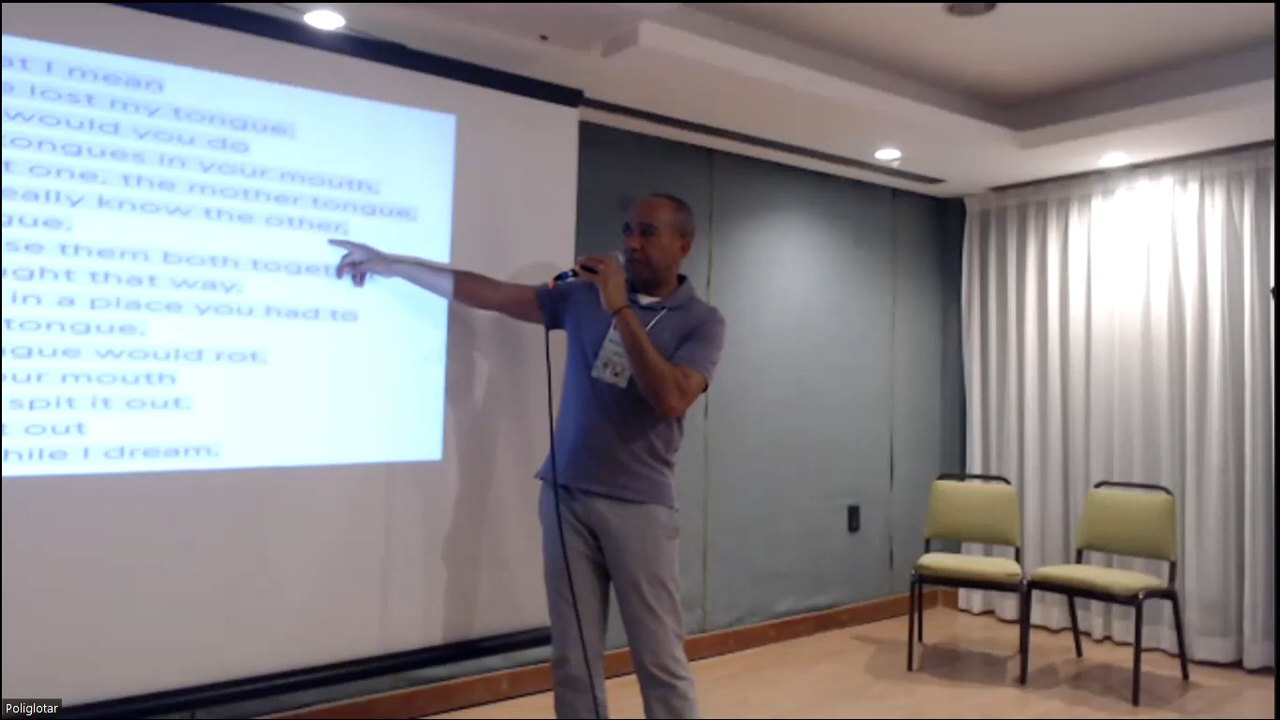 at I mean
lost my tongue.
would you do
tongues in your mouth,
one, the mother tongue,
eally know the other,
gue.
se them both toget
ught that way.
in a place you had to
tongue,
ngue would rot,
our mouth
spit it out.
t out
hile I dream,
Poliglotar